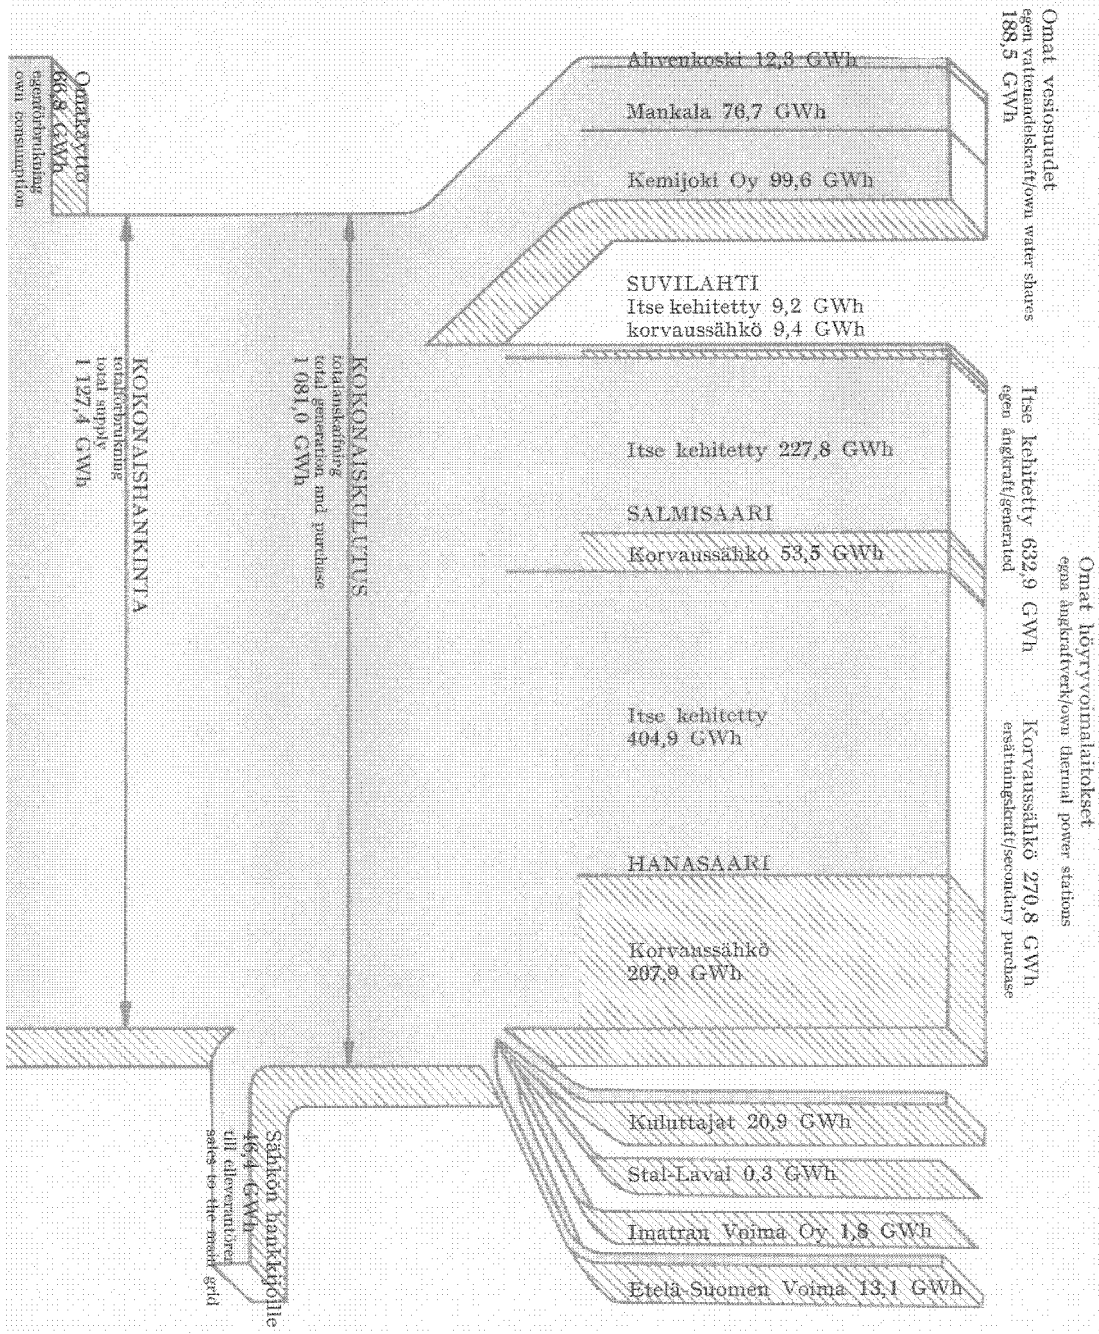 Omat vesiosuudet
egen vattenandelskraft/own water shares
188,5 GWh
Ahvenkoski 12,3 GWh
Mankala 76,7 GWh
Kemijoki Oy 99,6 GWh
Omat höyryvoimalaitokset
egna ångkraftverk/own thermal power stations
Itse kehitetty 632,9 GWh
egen ångkraft/generated
Korvaussähkö 270,8 GWh
ersättningskraft/secondary purchase
SUVILAHTI
Itse kehitetty 9,2 GWh
korvaussähkö 9,4 GWh
Itse kehitetty 227,8 GWh
SALMISAARI
Korvaussähkö 53,5 GWh
Itse kehitetty
404,9 GWh
HANASAARI
Korvaussähkö
207,9 GWh
Kuluttajat 20,9 GWh
Stal-Laval 0,3 GWh
Imatran Voima Oy 1,8 GWh
Etelä-Suomen Voima 13,1 GWh
KOKONAISKULUTUS
totalanskaffning
total generation and purchase
1 081,0 GWh
KOKONAISHANKINTA
totalförbrukning
total supply
1 127,4 GWh
Omakäyttö
66,8 GWh
egenförbrukning
own consumption
Sähkön hankkijoille
46,4 GWh
till elleverantörer
sales to the main grid